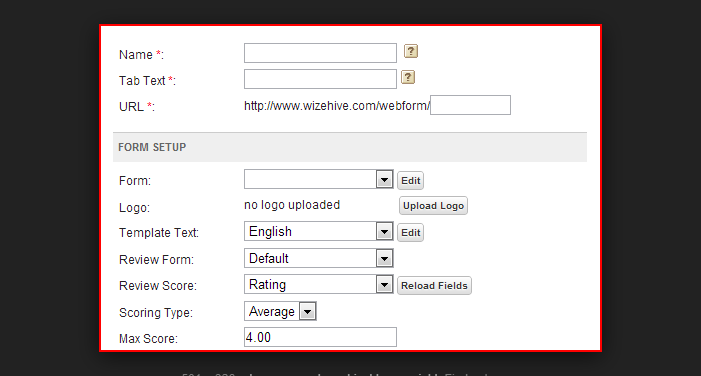 Name *: ?
Tab Text *: ?
URL *: http://www.wizehive.com/webform/
FORM SETUP
Form: Edit
Logo: no logo uploaded Upload Logo
Template Text: English Edit
Review Form: Default
Review Score: Rating Reload Fields
Scoring Type: Average
Max Score: 4.00